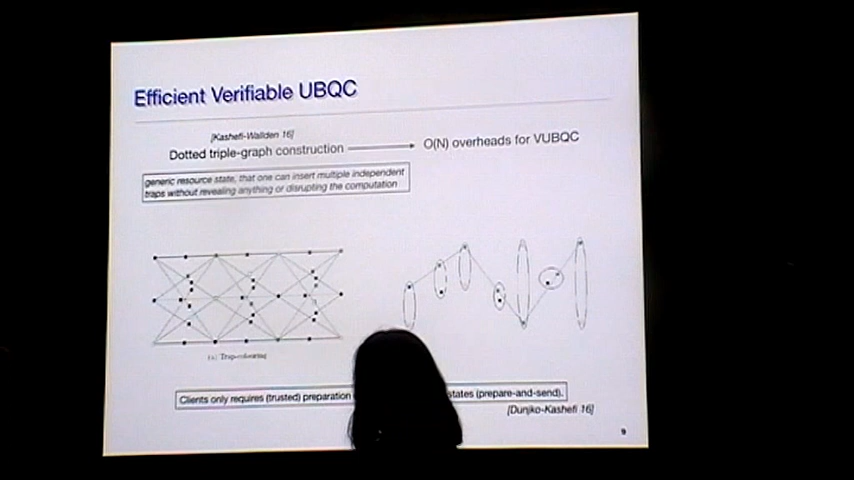 Efficient Verifiable UBQC
[Kashefi-Wallden 16]
Dotted triple-graph construction
O(N) overheads for VUBQC
generic resource state, that one can insert multiple independent
traps without revealing anything or disrupting the computation
(a) Trap-colouring
Clients only requires (trusted) preparation states (prepare-and-send).
[Dunjko-Kashefi 16]
9